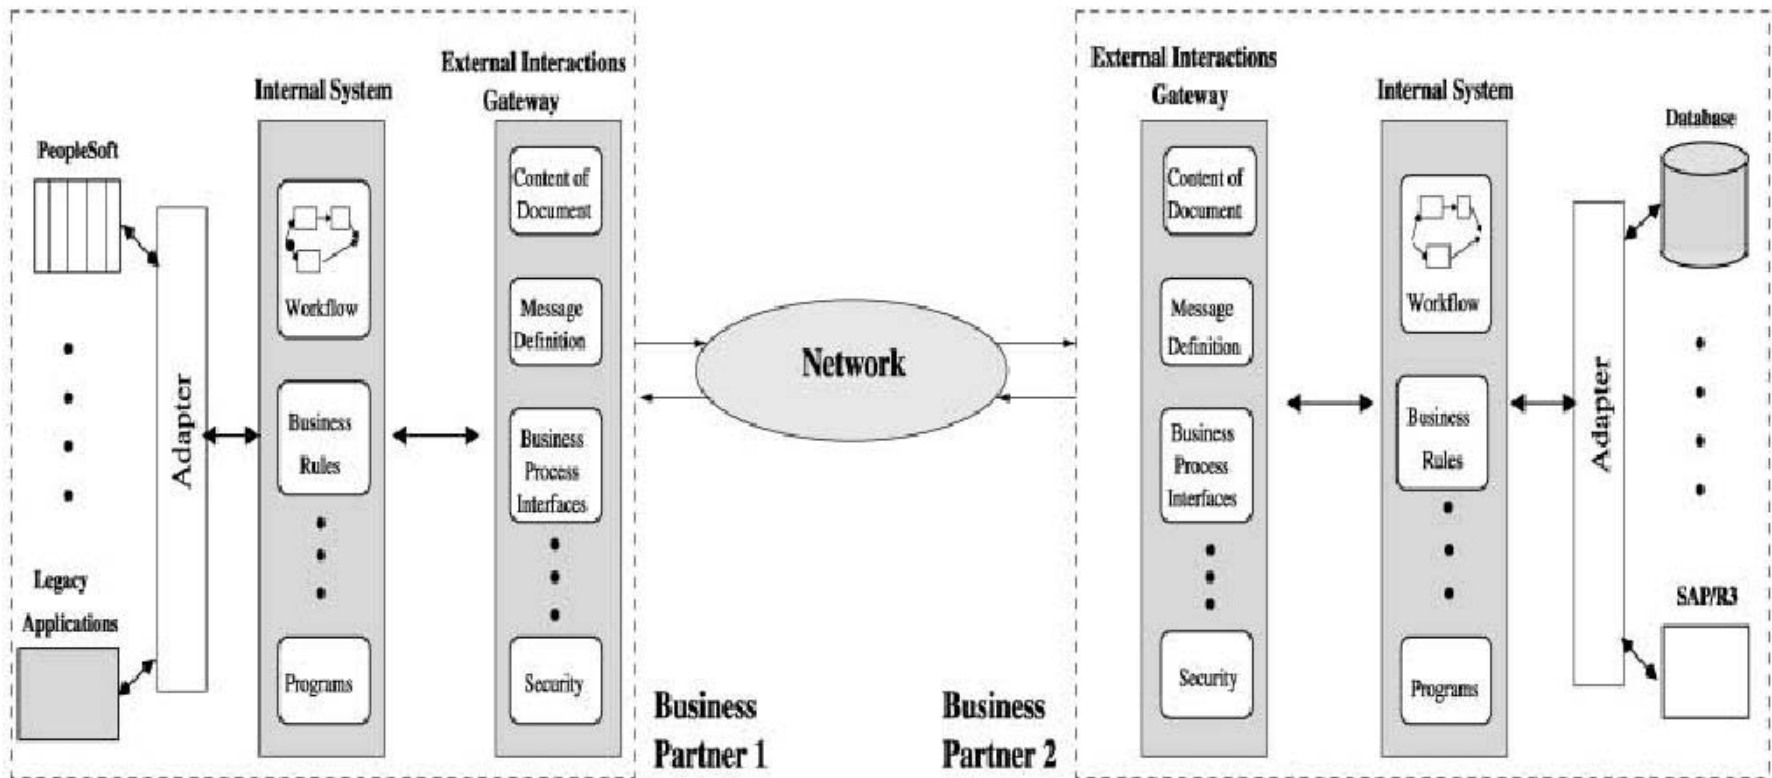 External Interactions
Gateway
Internal System
PeopleSoft
Content of
Document
Workflow
Message
Definition
Adapter
Business
Rules
Business
Process
Interfaces
Legacy
Applications
Programs
Security
Business
Partner 1
Network
External Interactions
Gateway
Internal System
Database
Content of
Document
Workflow
Message
Definition
Adapter
Business
Rules
Business
Process
Interfaces
SAP/R3
Security
Programs
Business
Partner 2